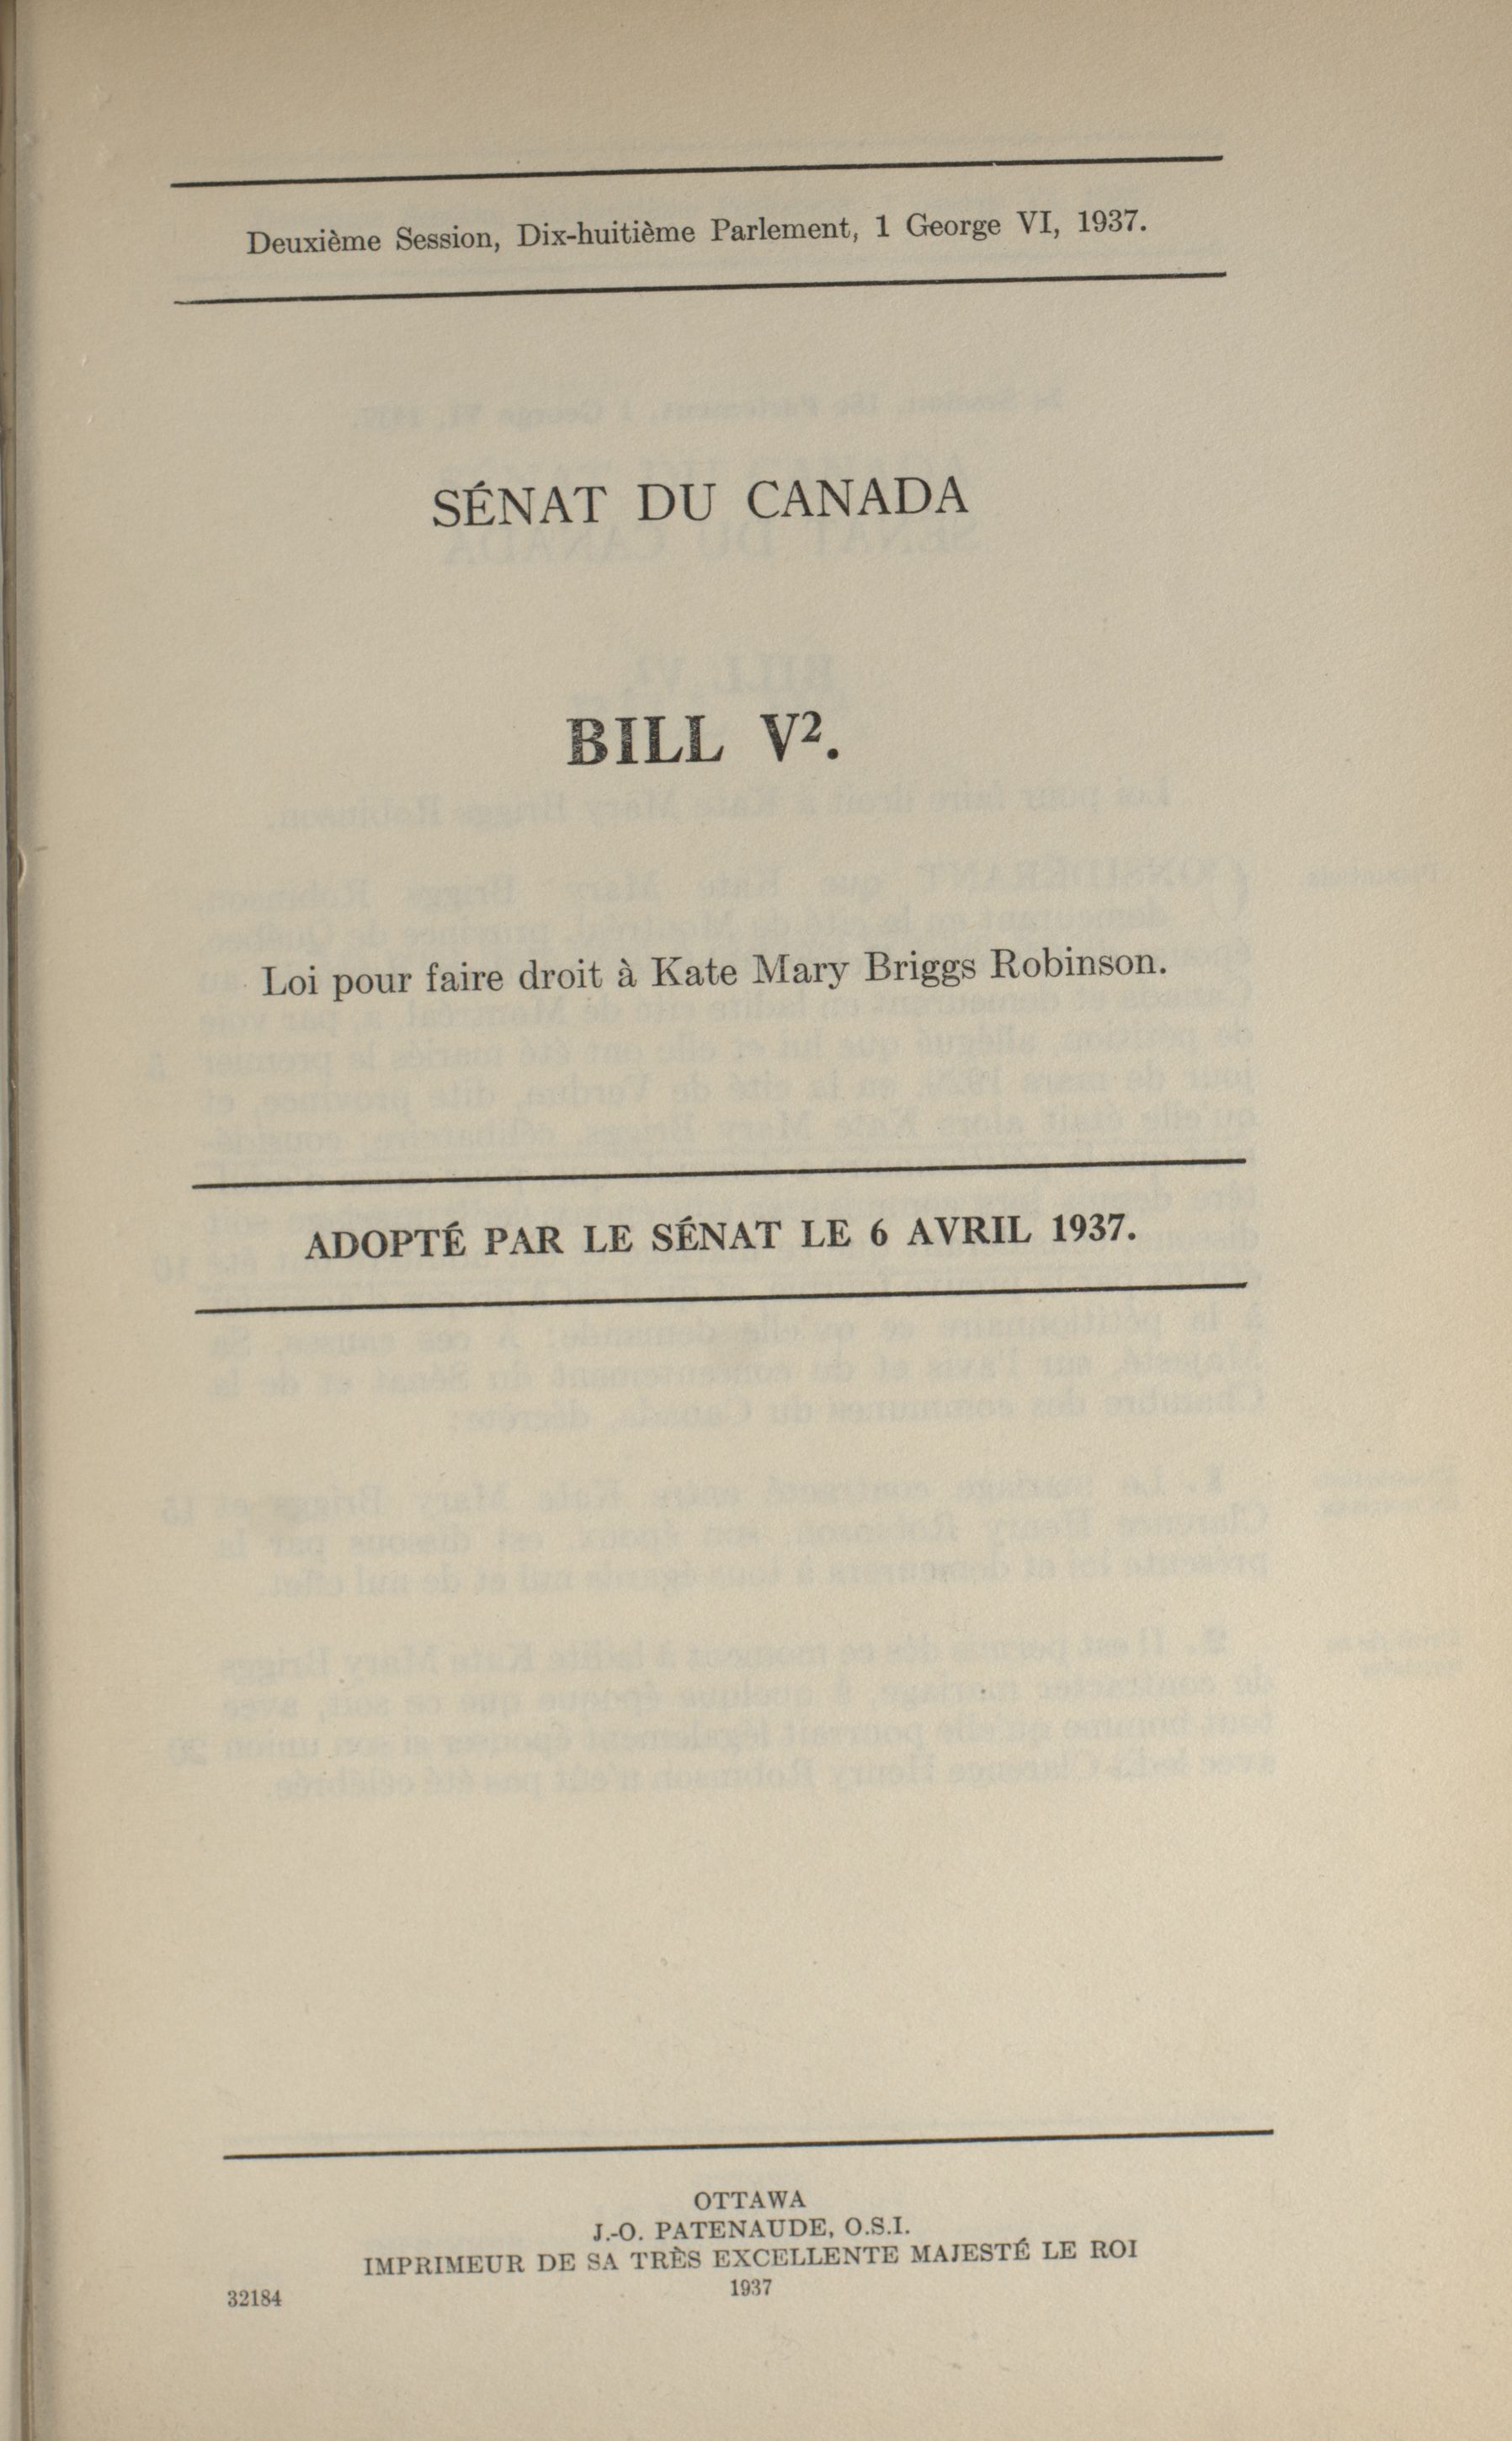 Deuxième Session, Dix-huitième Parlement, 1 George VI, 1937.
SÉNAT DU CANADA
BILL V².
Loi pour faire droit à Kate Mary Briggs Robinson.
ADOPTÉ PAR LE SÉNAT LE 6 AVRIL 1937.
OTTAWA
J.-O. PATENAUDE, O.S.I.
IMPRIMEUR DE SA TRÈS EXCELLENTE MAJESTÉ LE ROI
1937
32184